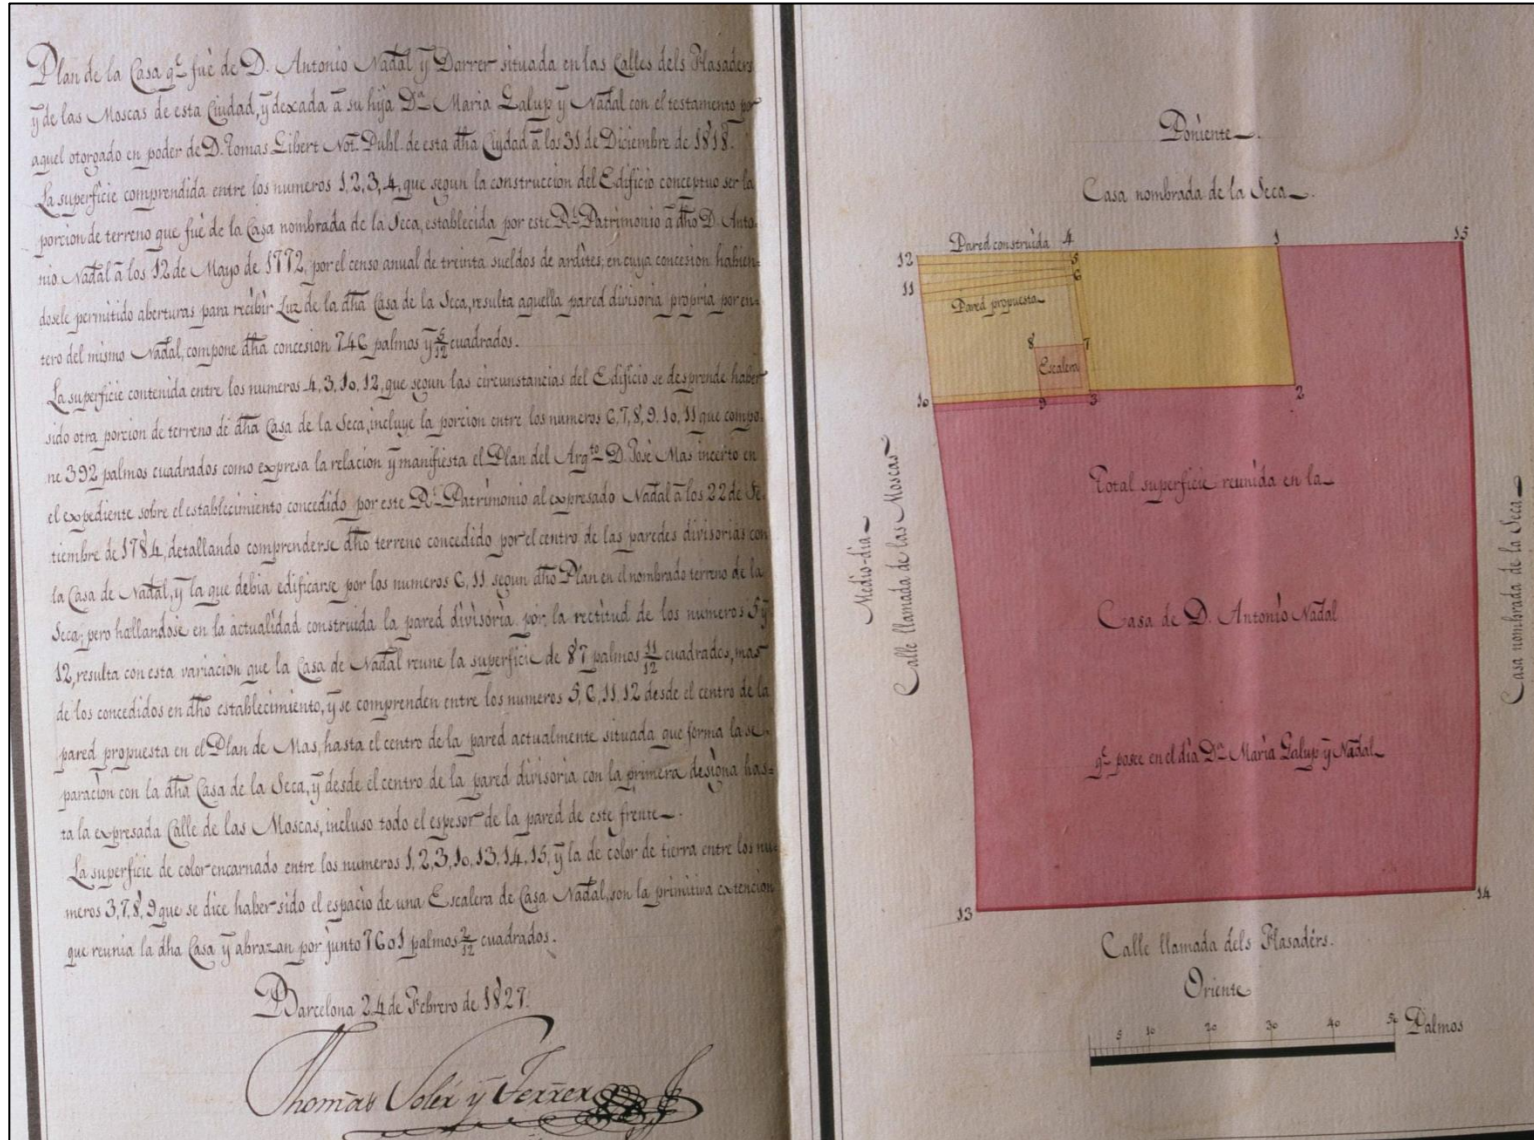 Plan de la Casa qe. fuè de D. Antonio Nadal ÿ Darrer situada en las Calles dels Flasaders
ÿ de las Moscas de esta Ciudad, ÿ dexada à su hija Da. Maria Galup ÿ Nadal con el testamento por
aquel otorgado en poder de D. Tomas Gibert Not. Publ. de esta dha Ciudad à los 31 de Diciembre de 1818.
La superficie comprendida entre los numeros 1, 2, 3, 4, que segun la construccion del Edificio conceptuo ser la
porcion de terreno que fuè de la Casa nombrada de la Seca, establecida por este Rl. Patrimonio à dho D. Anto-
nio Nadal à los 12 de Mayo de 1772, por el censo anual de treinta sueldos de ardites; en cuya concesion habien-
dosele permitido aberturas para recibir Luz de la dha Casa de la Seca, resulta aquella pared divisoria propria por en-
tero del mismo Nadal, compone dha concesion 746 palmos ÿ 5/12 cuadrados.
La superficie contenida entre los numeros 4, 3, 10, 12, que segun las circunstancias del Edificio se desprende haber
sido otra porcion de terreno de dha Casa de la Seca, incluye la porcion entre los numeros 6, 7, 8, 9, 10, 11 que compo-
ne 392 palmos cuadrados como expresa la relacion ÿ manifiesta el Plan del Argto. D. José Mas incerto en
el expediente sobre el establecimiento concedido por este Rl. Patrimonio al expresado Nadal à los 22 de Se-
tiembre de 1784, detallando comprenderse dho terreno concedido por el centro de las paredes divisorias con
la Casa de Nadal, ÿ la que debia edificarse por los numeros 6, 11 segun dho Plan en el nombrado terreno de la
Seca; pero hallandose en la actualidad construida la pared divisoria por la rectitud de los numeros 5 ÿ
12, resulta con esta variacion que la Casa de Nadal reune la superficie de 87 palmos 11/12 cuadrados, mas
de los concedidos en dho establecimiento, ÿ se comprenden entre los numeros 5, 6, 11, 12 desde el centro de la
pared propuesta en el Plan de Mas, hasta el centro de la pared actualmente situada que forma la se-
paracion con la dha Casa de la Seca, ÿ desde el centro de la pared divisoria con la primera designa has-
ta la expresada Calle de las Moscas, incluso todo el espesor de la pared de este frente.
La superficie de color encarnado entre los numeros 1, 2, 3, 10, 13, 14, 15, ÿ la de color de tierra entre los nu-
meros 3, 7, 8, 9 que se dice haber sido el espacio de una Escalera de Casa Nadal, son la primitiva extencion
que reunia la dha Casa ÿ abrazan por junto 7601 palmos 2/12 cuadrados.
Barcelona 24 de Febrero de 1827.
Thomas Soler ÿ Ferrer
Poniente.
Casa nombrada de la Seca.
Pared construida 4 1 15
12 5
6
11
Pared propuesta
8 7
Escalera
10 9 3 2
Medio-dia
Calle llamada de las Moscas
Total superficie reunida en la
Casa de D. Antonio Nadal
qe. posee en el dia Da. Maria Galup ÿ Nadal
Casa nombrada de la Seca
13 14
Calle llamada dels Flasaders.
Oriente
5 10 20 30 40 50 Palmos